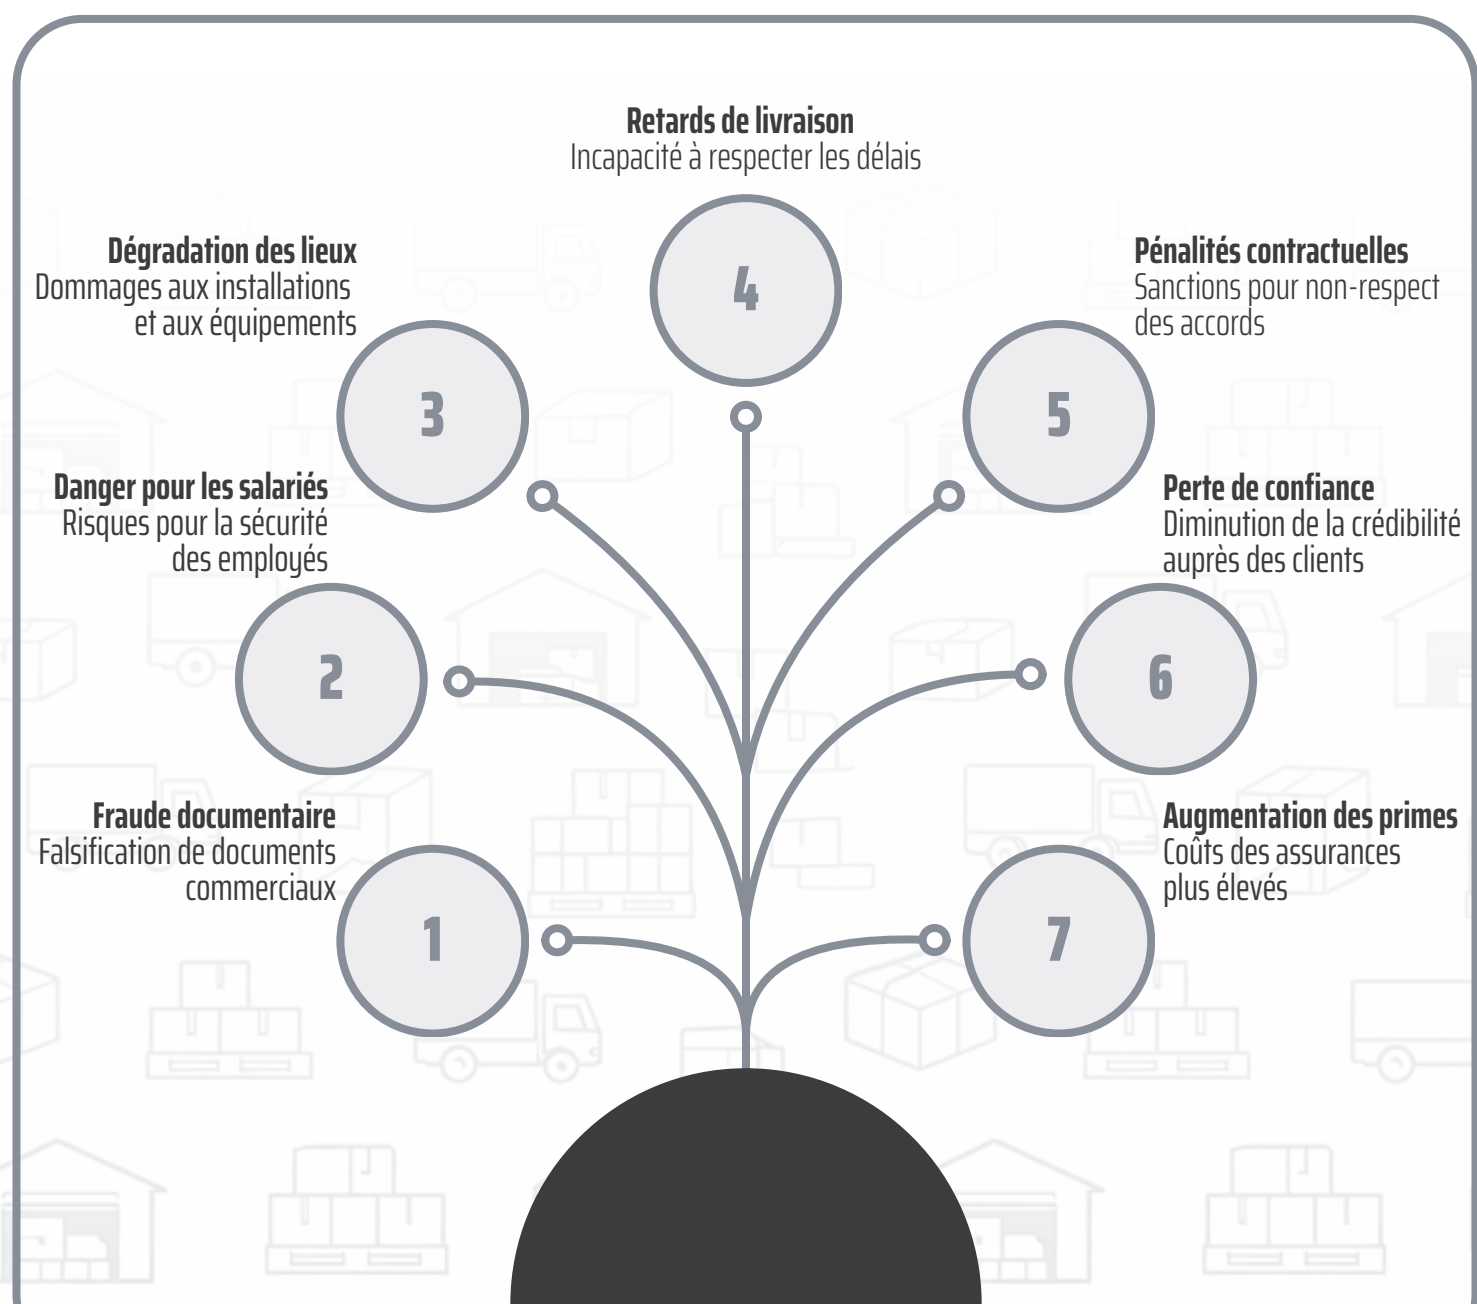 Retards de livraison
Incapacité à respecter les délais
4
Dégradation des lieux
Dommages aux installations
et aux équipements
3
Pénalités contractuelles
Sanctions pour non-respect
des accords
5
Danger pour les salariés
Risques pour la sécurité
des employés
2
Perte de confiance
Diminution de la crédibilité
auprès des clients
6
Fraude documentaire
Falsification de documents
commerciaux
1
Augmentation des primes
Coûts des assurances
plus élevés
7